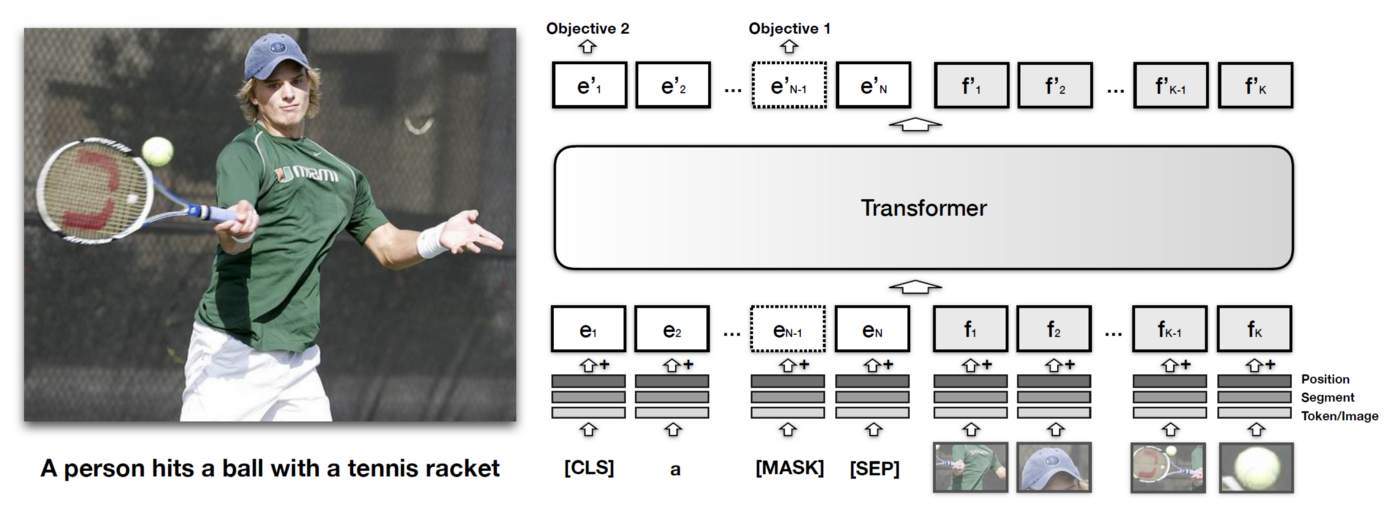 Objective 2 Objective 1
e'1 e'2 ... e'N-1 e'N f'1 f'2 ... f'K-1 f'K
MIAMI
Transformer
e1 e2 ... eN-1 eN f1 f2 ... fK-1 fK
+ + + + + + + +
Position
Segment
Token/Image
A person hits a ball with a tennis racket
[CLS] a [MASK] [SEP]